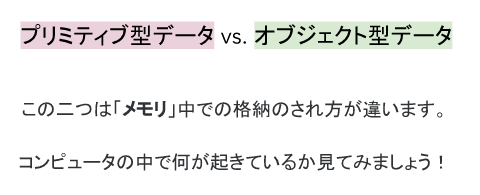 プリミティブ型データ vs. オブジェクト型データ
この二つは「メモリ」中での格納のされ方が違います。
コンピュータの中で何が起きているか見てみましょう！